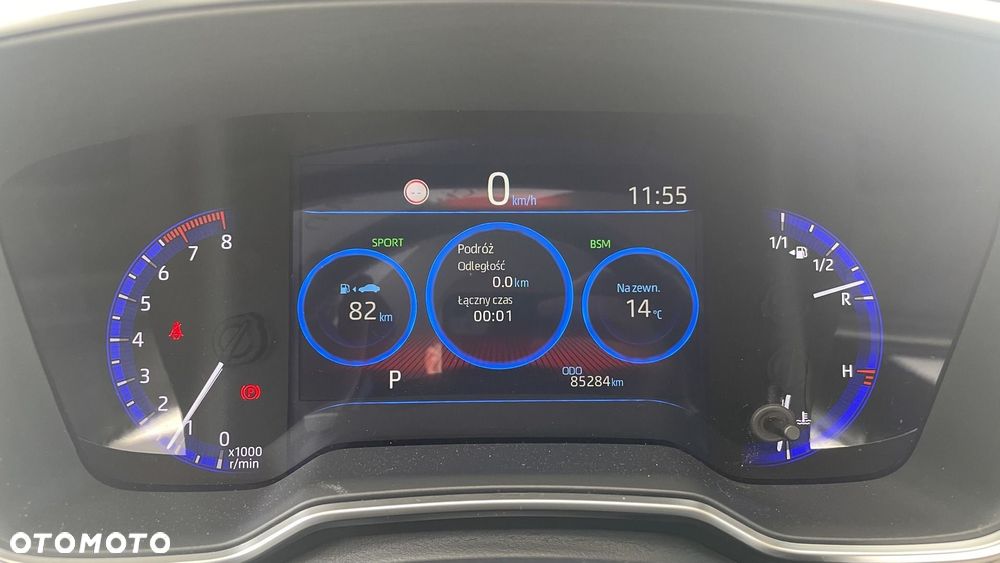 0 km/h
11:55
SPORT
BSM
Podróż
Odległość
0.0 km
Łączny czas
00:01
82 km
Na zewn.
14 °C
P
ODO
85284 km
8
7
6
5
4
3
2
1
0
x1000
r/min
1/1
1/2
R
H
P
OTOMOTO